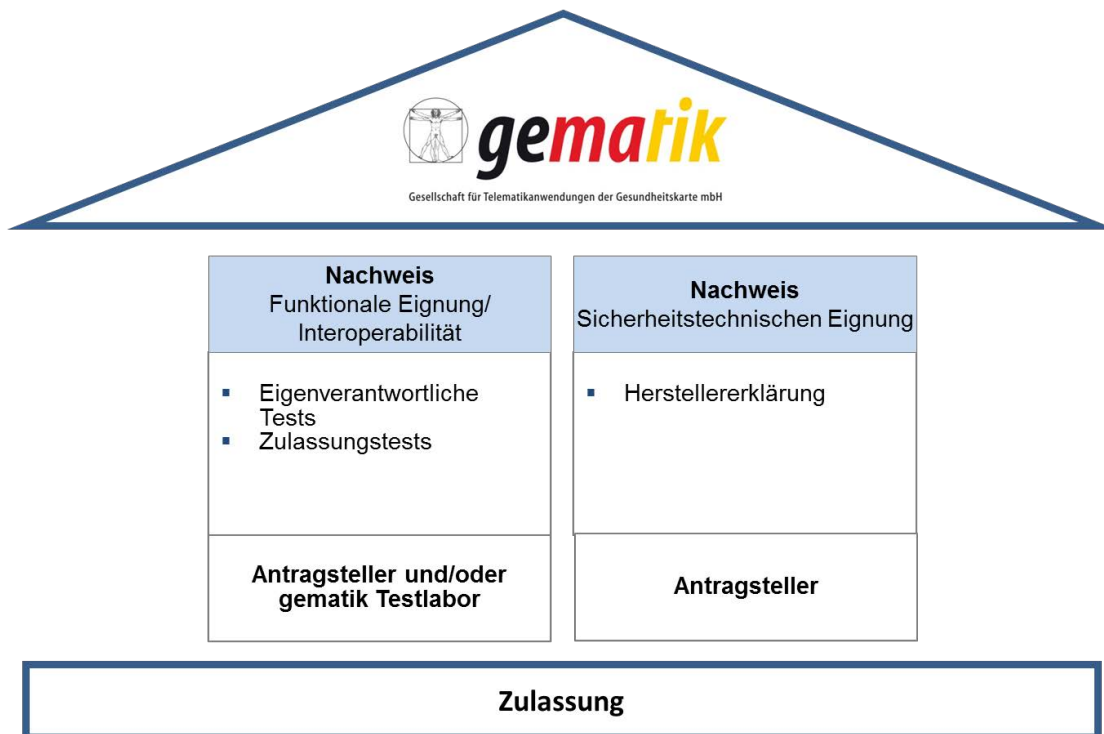 gematik
Gesellschaft für Telematikanwendungen der Gesundheitskarte mbH
Nachweis
Funktionale Eignung/
Interoperabilität
▪ Eigenverantwortliche
Tests
▪ Zulassungstests
Antragsteller und/oder
gematik Testlabor
Nachweis
Sicherheitstechnischen Eignung
▪ Herstellererklärung
Antragsteller
Zulassung